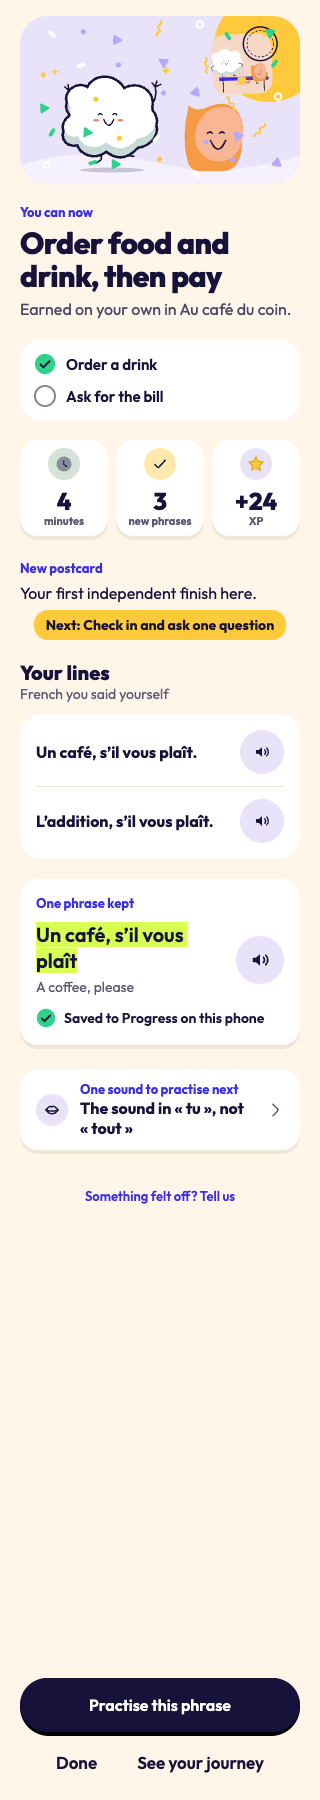 You can now
Order food and
drink, then pay
Earned on your own in Au café du coin.
Order a drink
Ask for the bill
4
minutes
3
new phrases
+24
XP
New postcard
Your first independent finish here.
Next: Check in and ask one question
Your lines
French you said yourself
Un café, s’il vous plaît.
L’addition, s’il vous plaît.
One phrase kept
Un café, s’il vous
plaît
A coffee, please
Saved to Progress on this phone
One sound to practise next
The sound in « tu », not
« tout »
Something felt off? Tell us
Practise this phrase
Done
See your journey